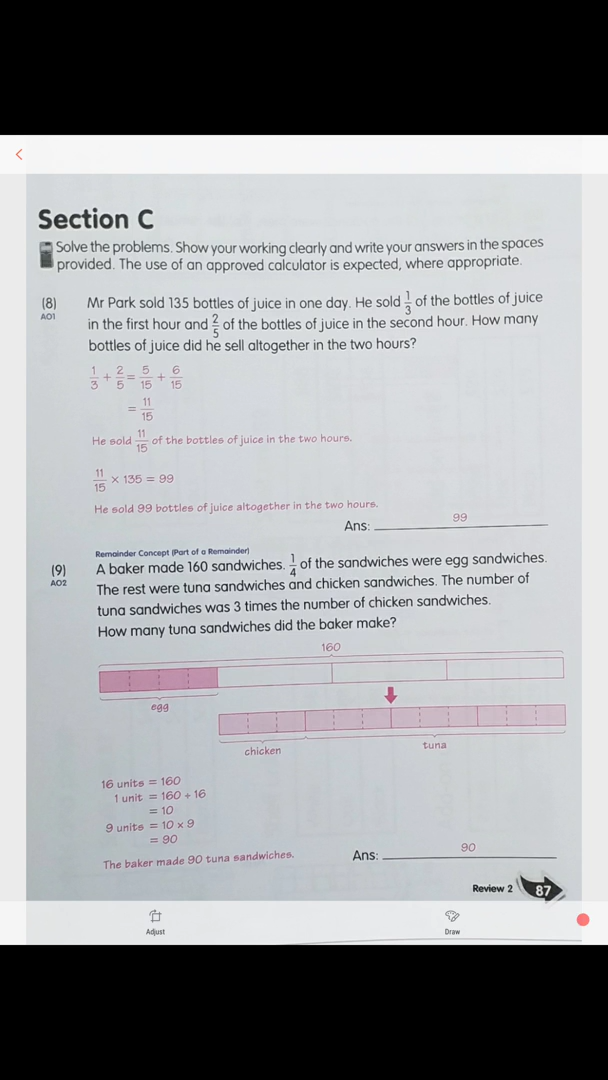 Section C
Solve the problems. Show your working clearly and write your answers in the spaces
provided. The use of an approved calculator is expected, where appropriate.
(8) Mr Park sold 135 bottles of juice in one day. He sold 1/3 of the bottles of juice
AO1
in the first hour and 2/5 of the bottles of juice in the second hour. How many
bottles of juice did he sell altogether in the two hours?
1/3 + 2/5 = 5/15 + 6/15
= 11/15
He sold 11/15 of the bottles of juice in the two hours.
11/15 × 135 = 99
He sold 99 bottles of juice altogether in the two hours.
Ans: 99
Remainder Concept (Part of a Remainder)
(9) A baker made 160 sandwiches. 1/4 of the sandwiches were egg sandwiches.
AO2
The rest were tuna sandwiches and chicken sandwiches. The number of
tuna sandwiches was 3 times the number of chicken sandwiches.
How many tuna sandwiches did the baker make?
160
egg
chicken tuna
16 units = 160
1 unit = 160 ÷ 16
= 10
9 units = 10 × 9
= 90
The baker made 90 tuna sandwiches.
Ans: 90
Review 2 87
Adjust Draw